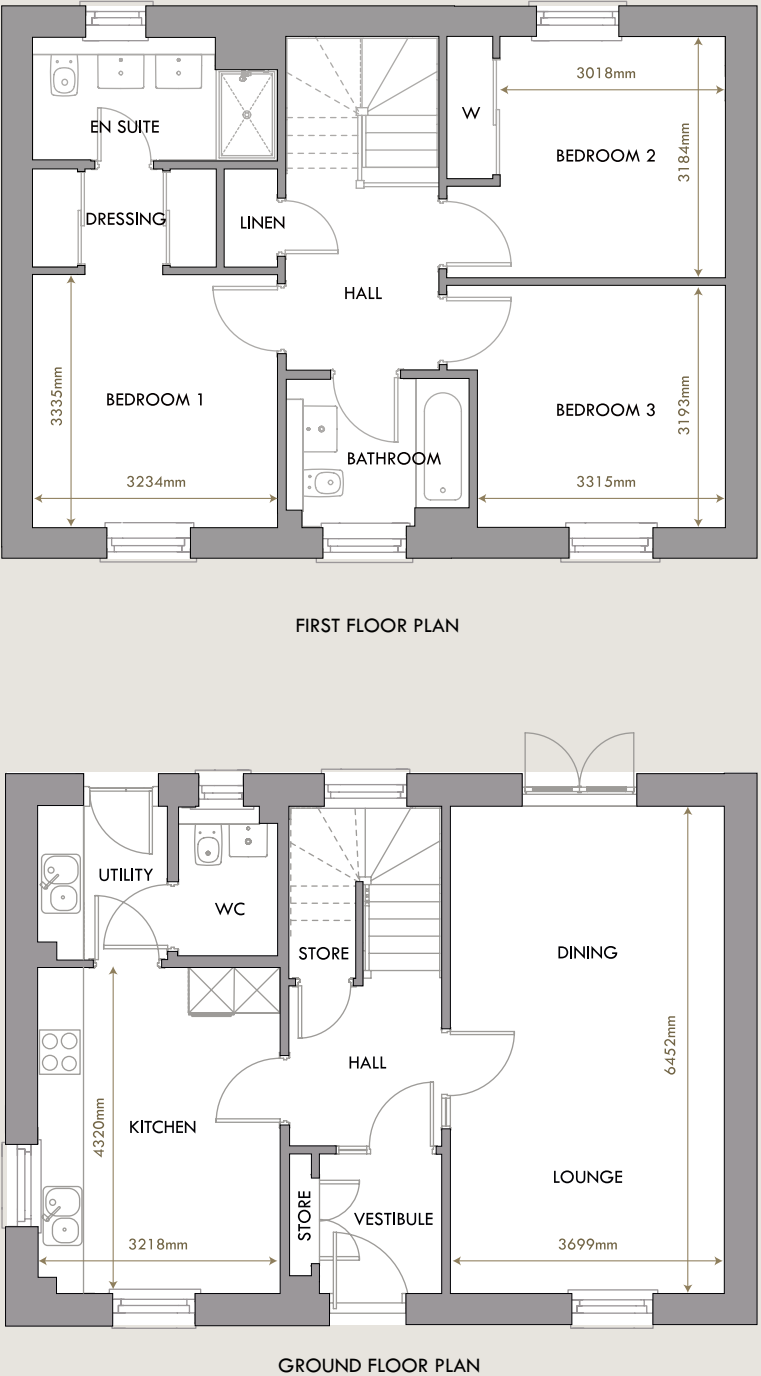 3018mm
W
EN SUITE
BEDROOM 2
3184mm
DRESSING
LINEN
HALL
3335mm
BEDROOM 1
BEDROOM 3
3193mm
BATHROOM
3234mm
3315mm
FIRST FLOOR PLAN
UTILITY
WC
STORE
DINING
6452mm
HALL
4320mm
KITCHEN
LOUNGE
STORE
VESTIBULE
3218mm
3699mm
GROUND FLOOR PLAN